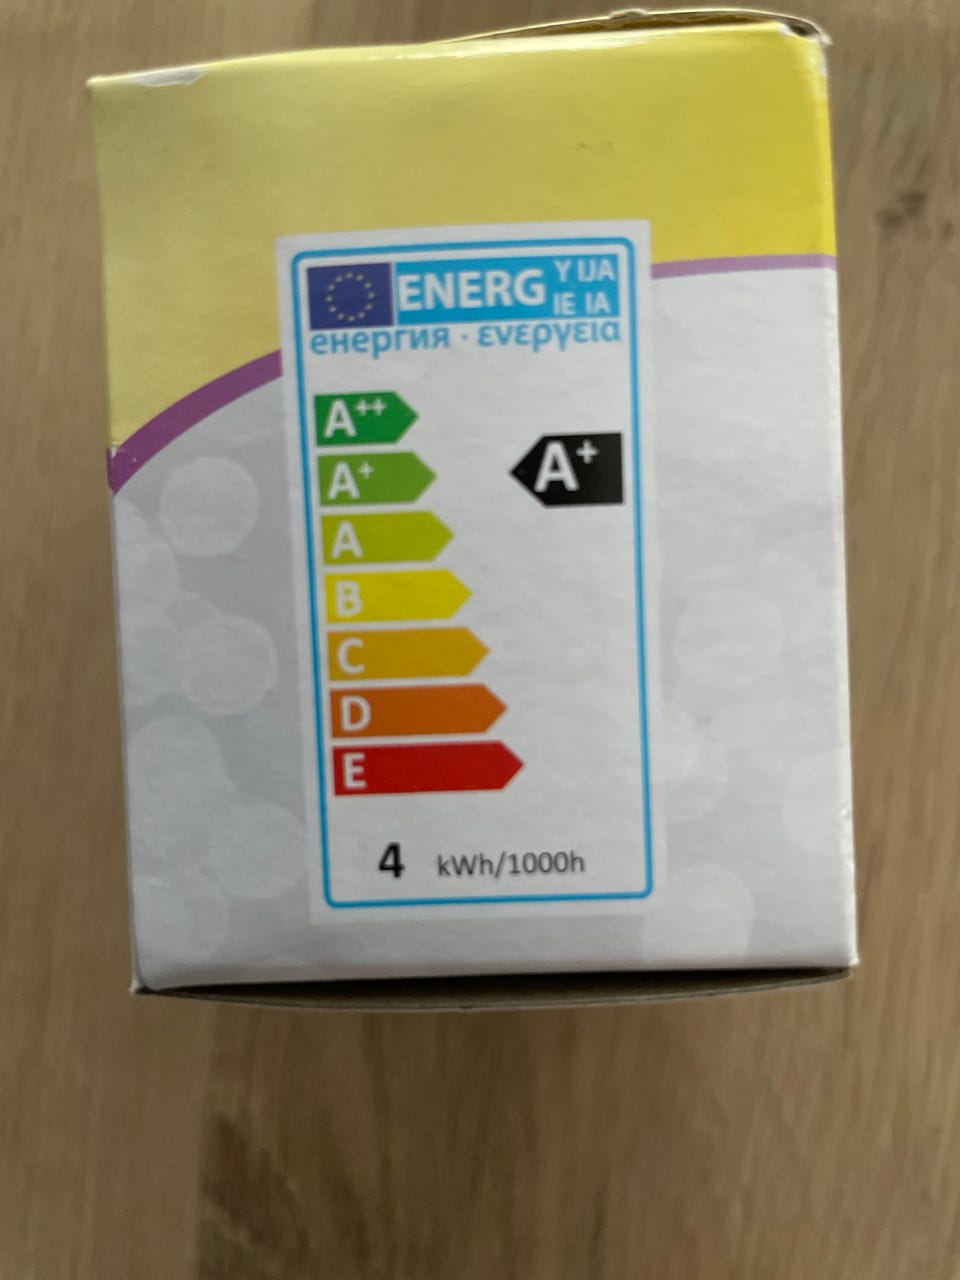 ENERG Y IJA
IE IA
енергия · ενεργεια
A++
A+
A+
A
B
C
D
E
4 kWh/1000h